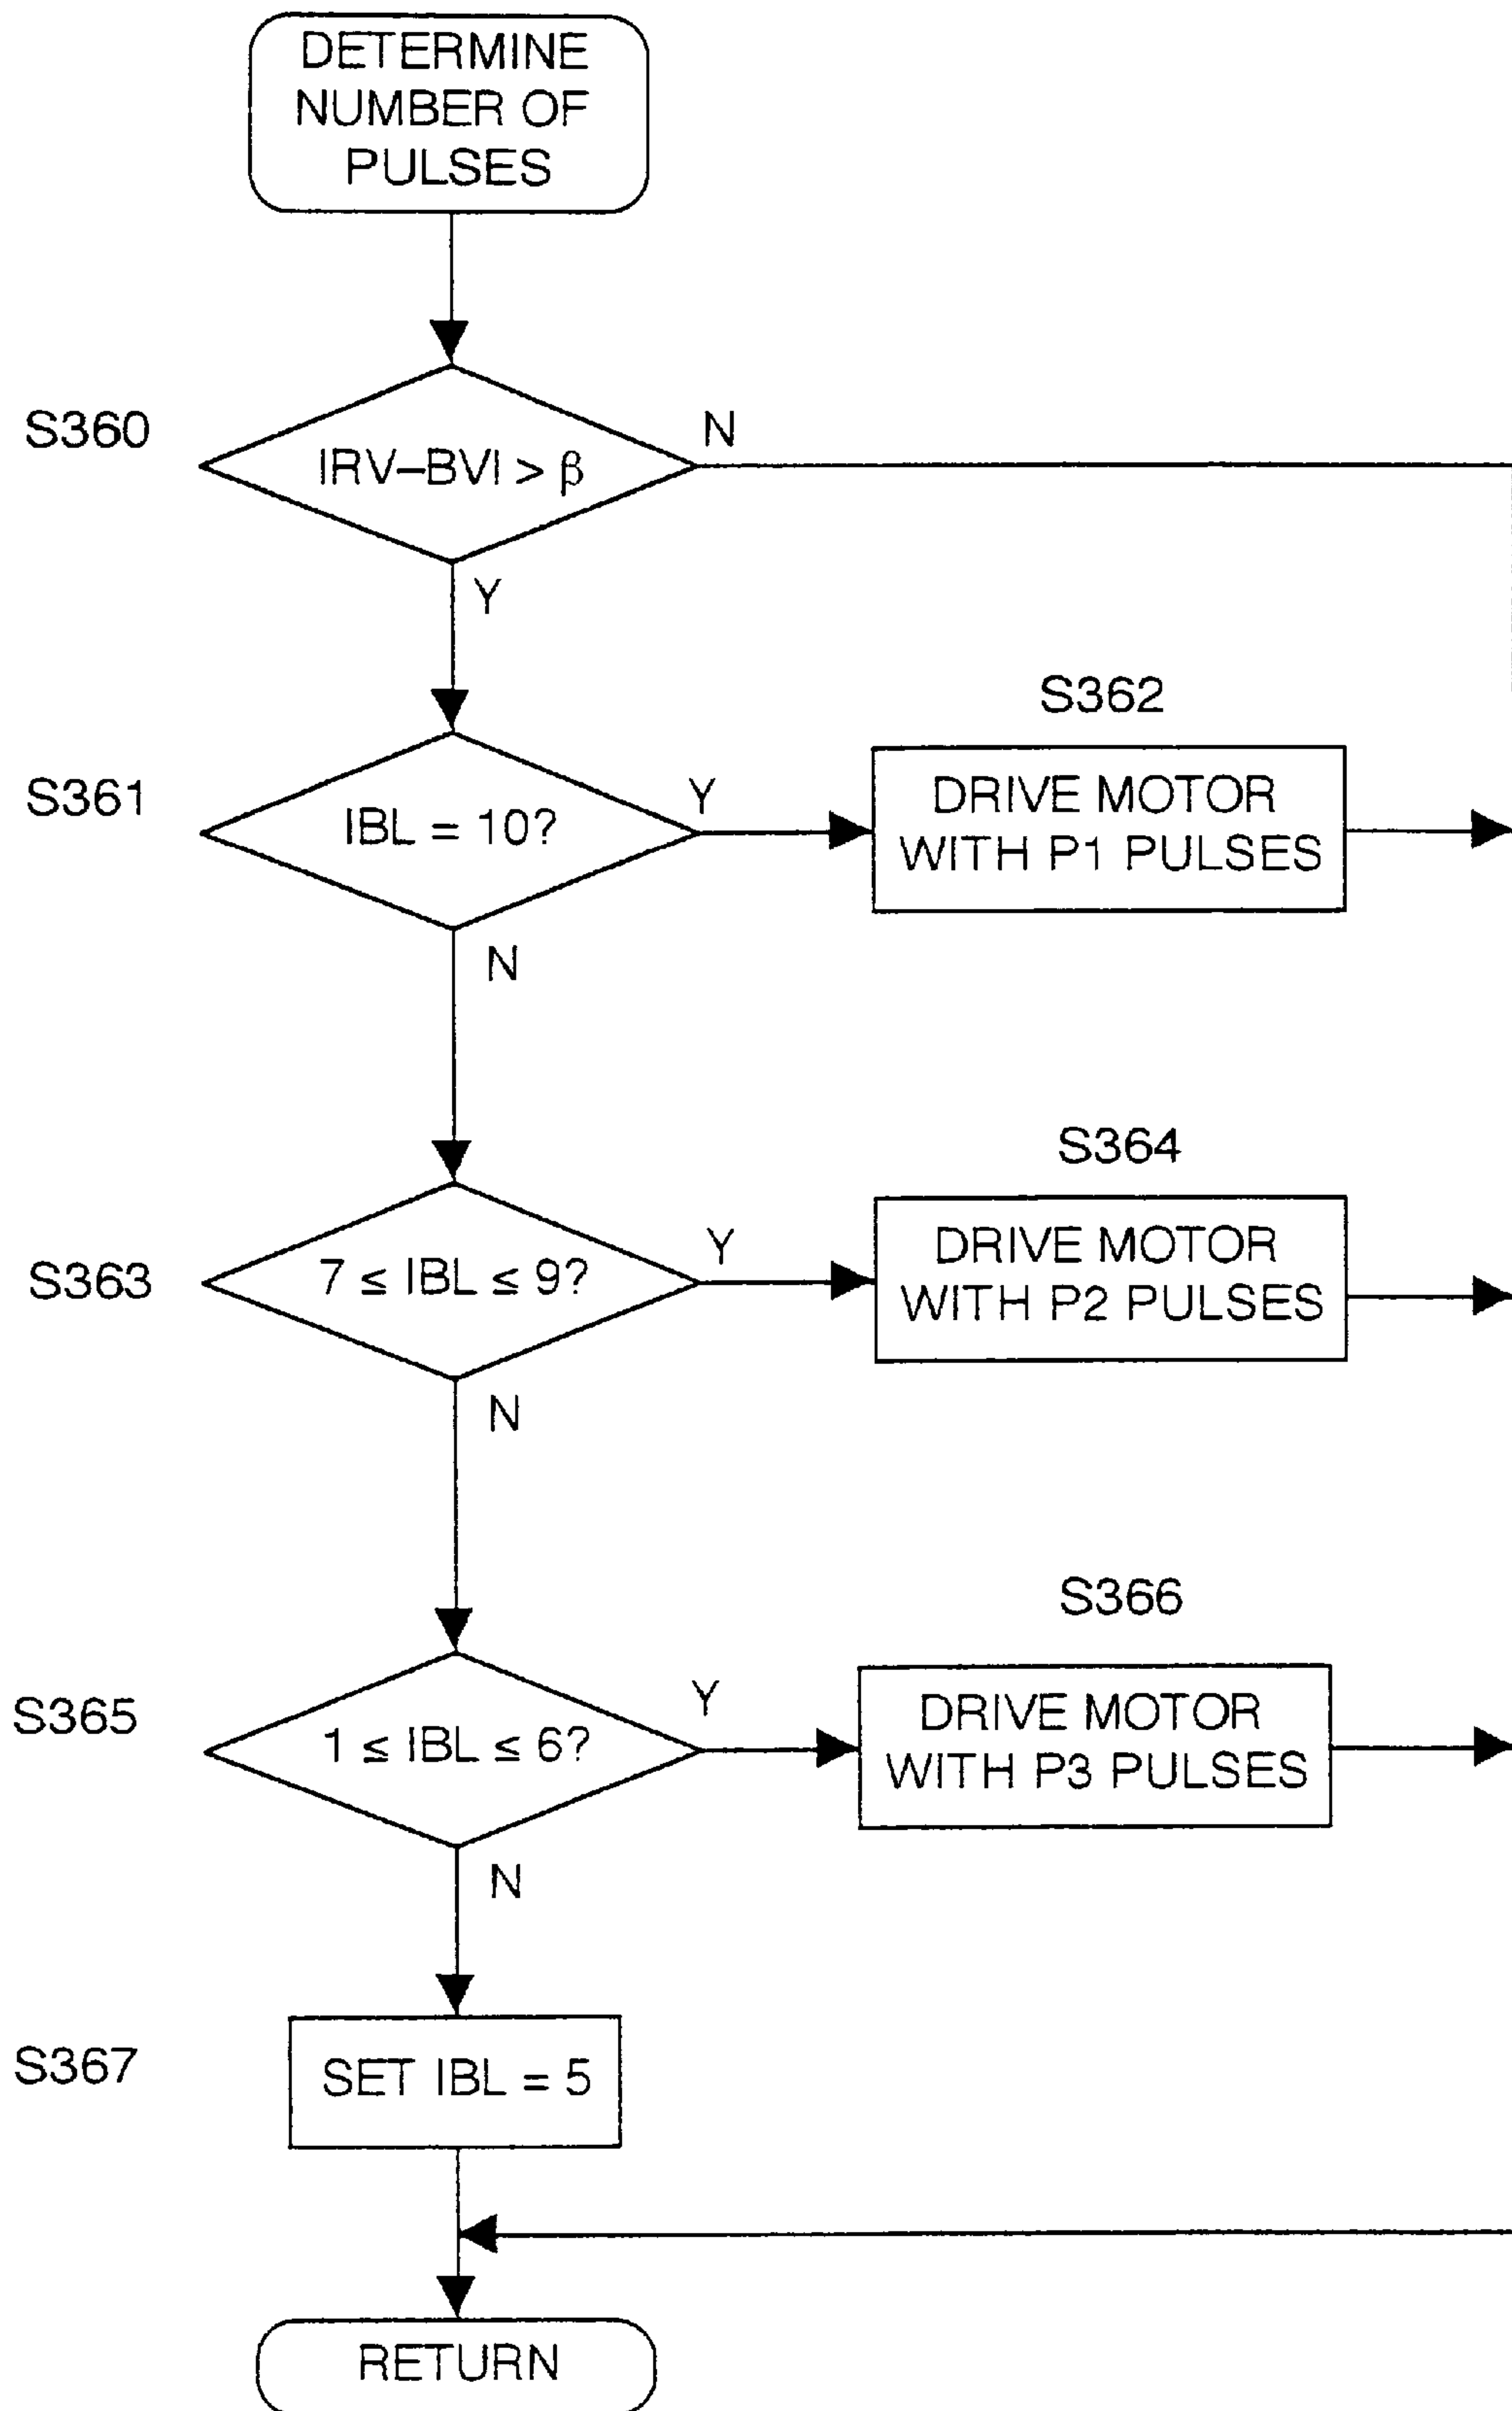 DETERMINE
NUMBER OF
PULSES
S360
IRV–BVI > β
N
Y
S361
IBL = 10?
Y
S362
DRIVE MOTOR
WITH P1 PULSES
N
S363
7 ≤ IBL ≤ 9?
Y
S364
DRIVE MOTOR
WITH P2 PULSES
N
S365
1 ≤ IBL ≤ 6?
Y
S366
DRIVE MOTOR
WITH P3 PULSES
N
S367
SET IBL = 5
RETURN